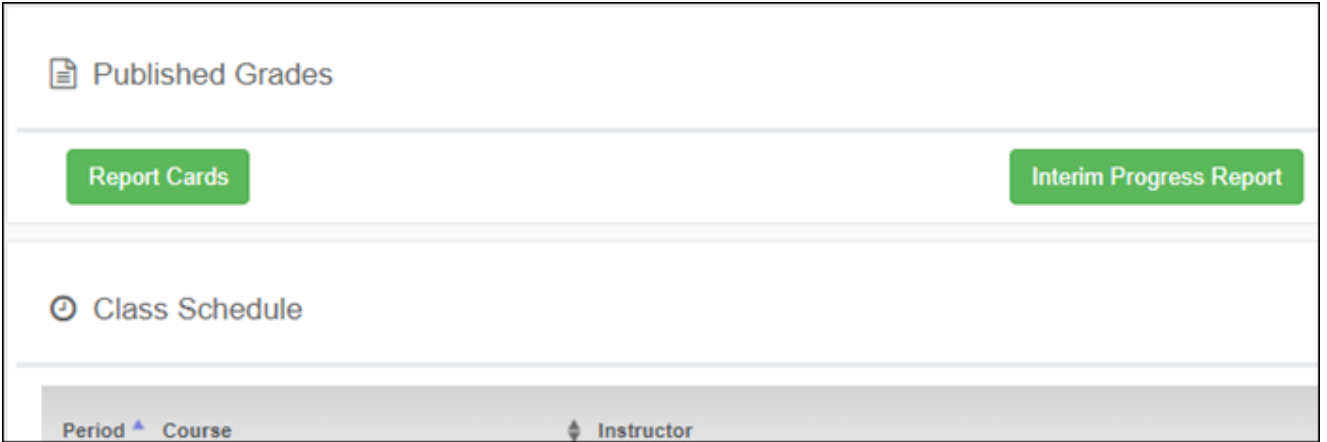 Published Grades
Report Cards Interim Progress Report
Class Schedule
Period Course Instructor